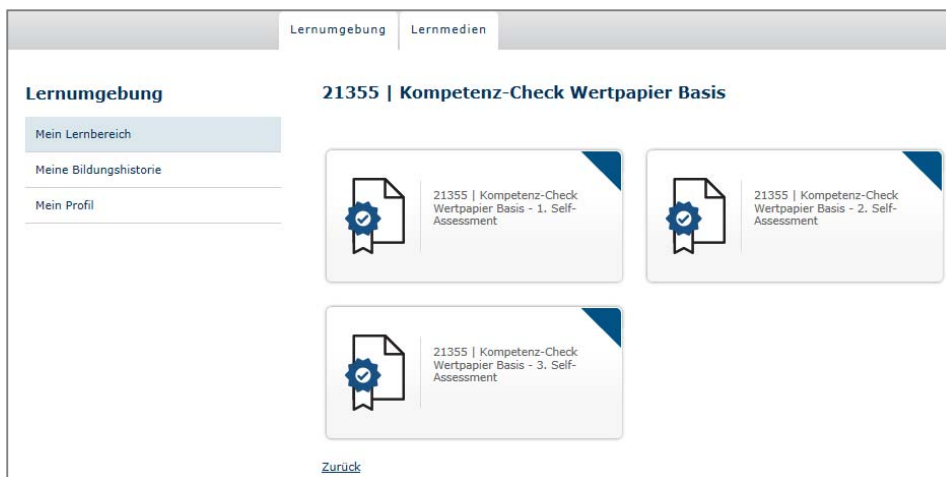 Lernumgebung
Lernmedien
Lernumgebung
Mein Lernbereich
Meine Bildungshistorie
Mein Profil
21355 | Kompetenz-Check Wertpapier Basis
21355 | Kompetenz-Check
Wertpapier Basis - 1. Self-
Assessment
21355 | Kompetenz-Check
Wertpapier Basis - 2. Self-
Assessment
21355 | Kompetenz-Check
Wertpapier Basis - 3. Self-
Assessment
Zurück